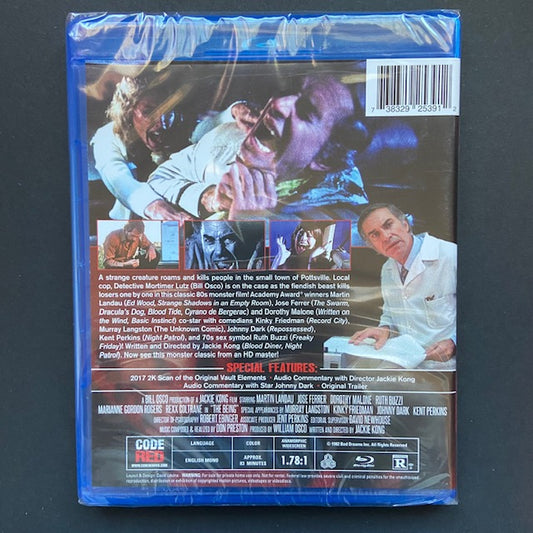 7 38329 25391 2
A strange creature roams and kills people in the small town of Pottsville. Local
cop, Detective Mortimer Lutz (Bill Osco) is on the case as the fiendish beast kills
losers one by one in this classic 80s monster film! Academy Award® winners Martin
Landau (Ed Wood, Strange Shadows in an Empty Room), Jose Ferrer (The Swarm,
Dracula's Dog, Blood Tide, Cyrano de Bergerac) and Dorothy Malone (Written on
the Wind, Basic Instinct) co-star with comedians Kinky Friedman (Record City),
Murray Langston (The Unknown Comic), Johnny Dark (Repossessed),
Kent Perkins (Night Patrol), and 70s sex symbol Ruth Buzzi (Freaky
Friday)! Written and Directed by Jackie Kong (Blood Diner, Night
Patrol). Now see this monster classic from an HD master!
SPECIAL FEATURES:
2017 2K Scan of the Original Vault Elements · Audio Commentary with Director Jackie Kong
Audio Commentary with Star Johnny Dark · Original Trailer
A BILL OSCO PRODUCTION OF A JACKIE KONG FILM STARRING MARTIN LANDAU JOSE FERRER DOROTHY MALONE RUTH BUZZI
MARIANNE GORDON ROGERS REXX COLTRANE IN "THE BEING" SPECIAL APPEARANCES BY MURRAY LANGSTON KINKY FRIEDMAN JOHNNY DARK KENT PERKINS
DIRECTOR OF PHOTOGRAPHY ROBERT EBINGER ASSOCIATE PRODUCER KENT PERKINS EDITORIAL SUPERVISOR DAVID NEWHOUSE
MUSIC COMPOSED & REALIZED BY DON PRESTON PRODUCED BY WILLIAM OSCO WRITTEN AND DIRECTED BY JACKIE KONG
CODE RED
LANGUAGE
COLOR
ANAMORPHIC WIDESCREEN
© 1982 Bed Dreams Inc. All Rights Reserved
ENGLISH MONO
APPROX. 83 MINUTES
1.78:1
R